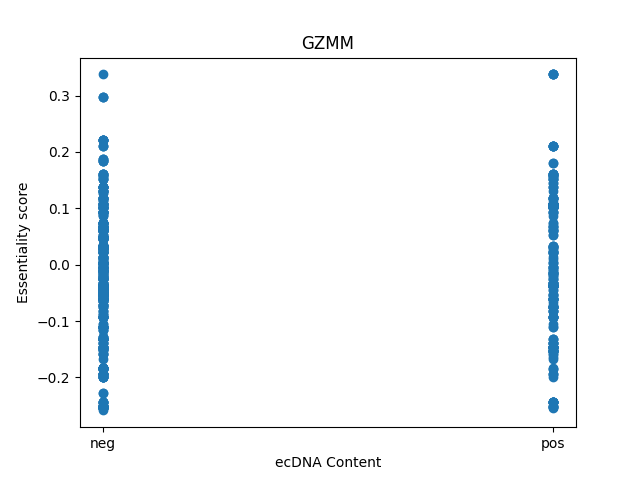 GZMM
Essentiality score
0.3
0.2
0.1
0.0
−0.1
−0.2
neg
pos
ecDNA Content